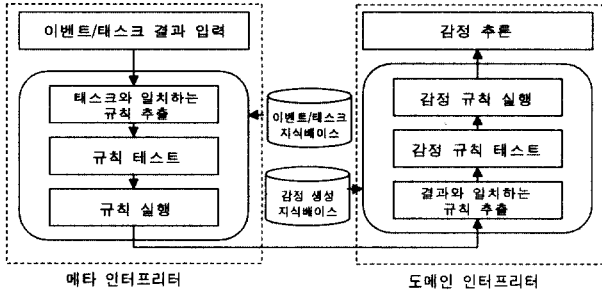 이벤트/태스크 결과 입력
태스크와 일치하는
규칙 추출
규칙 테스트
규칙 실행
메타 인터프리터
이벤트/태스크
지식베이스
감정 생성
지식베이스
감정 추론
감정 규칙 실행
감정 규칙 테스트
결과와 일치하는
규칙 추출
도메인 인터프리터